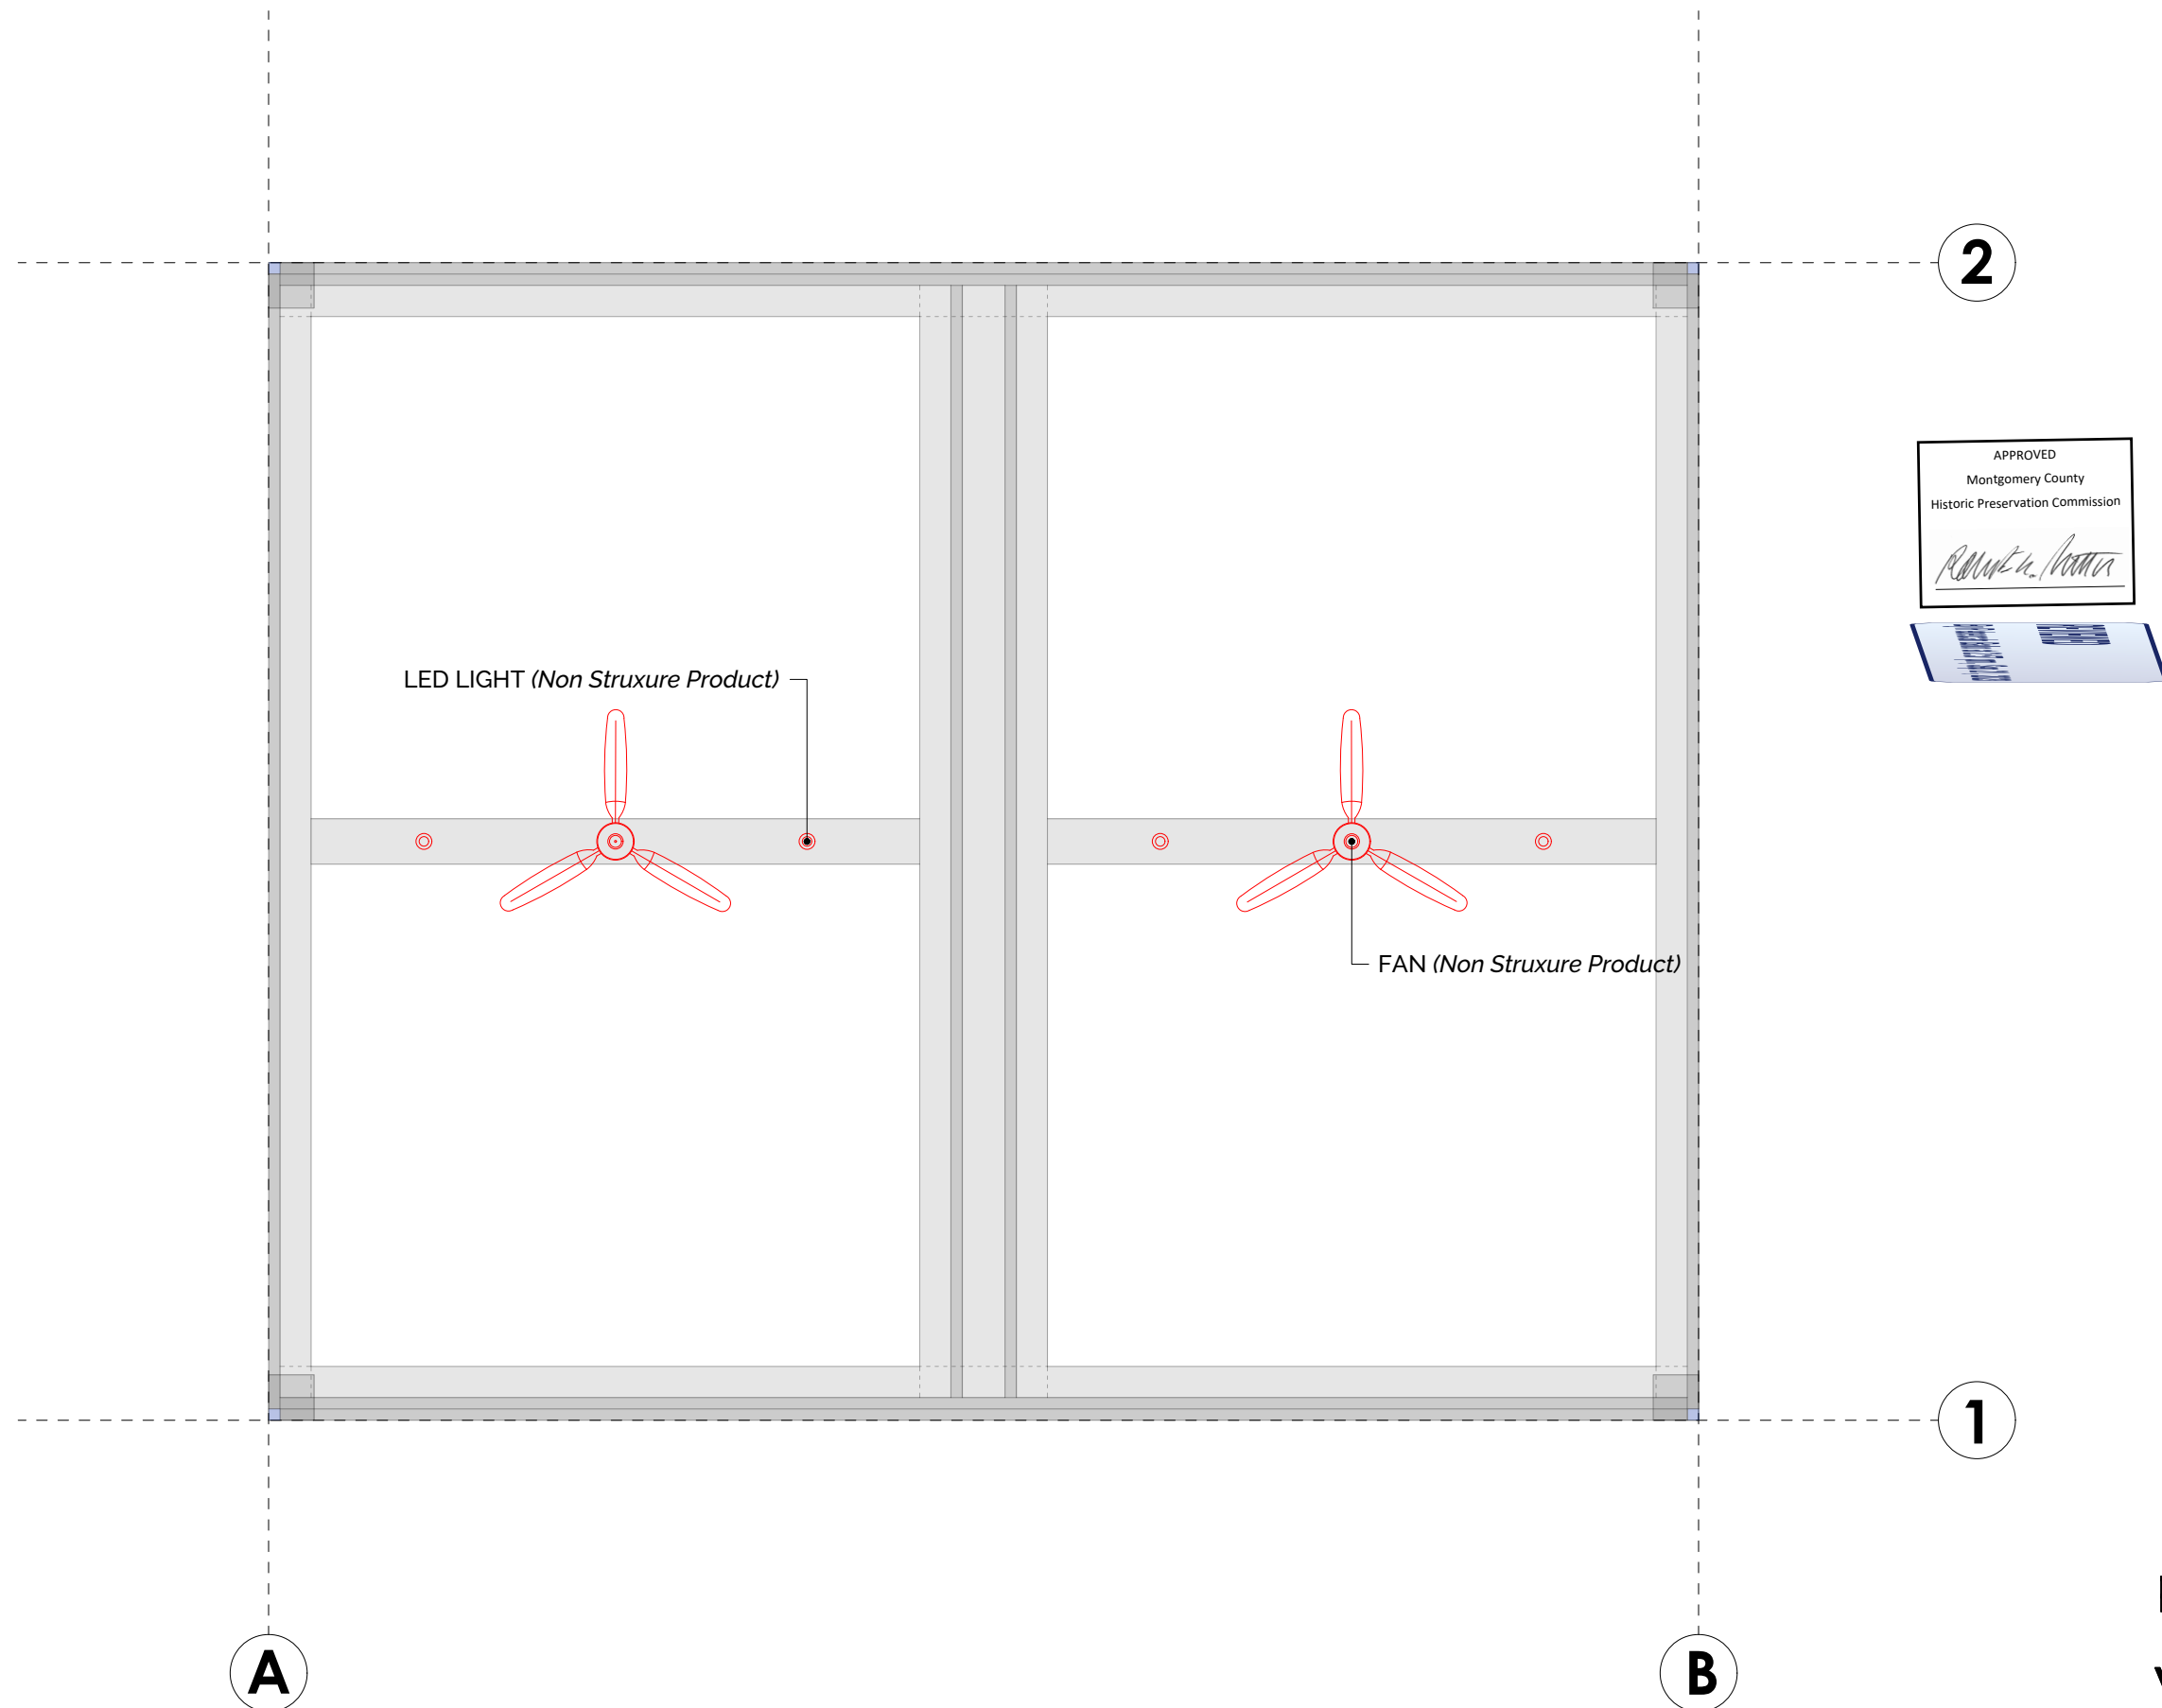 2
APPROVED
Montgomery County
Historic Preservation Commission
LED LIGHT (Non Struxure Product)
FAN (Non Struxure Product)
1
A
B